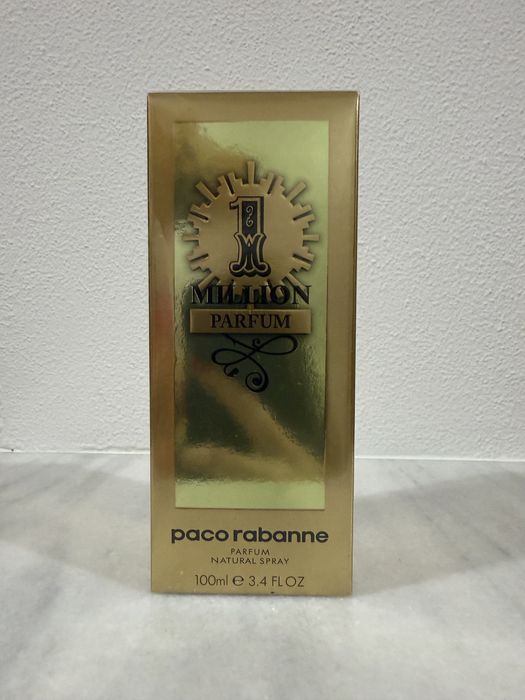 1
MILLION
PARFUM
paco rabanne
PARFUM
NATURAL SPRAY
100ml e 3.4 FL OZ